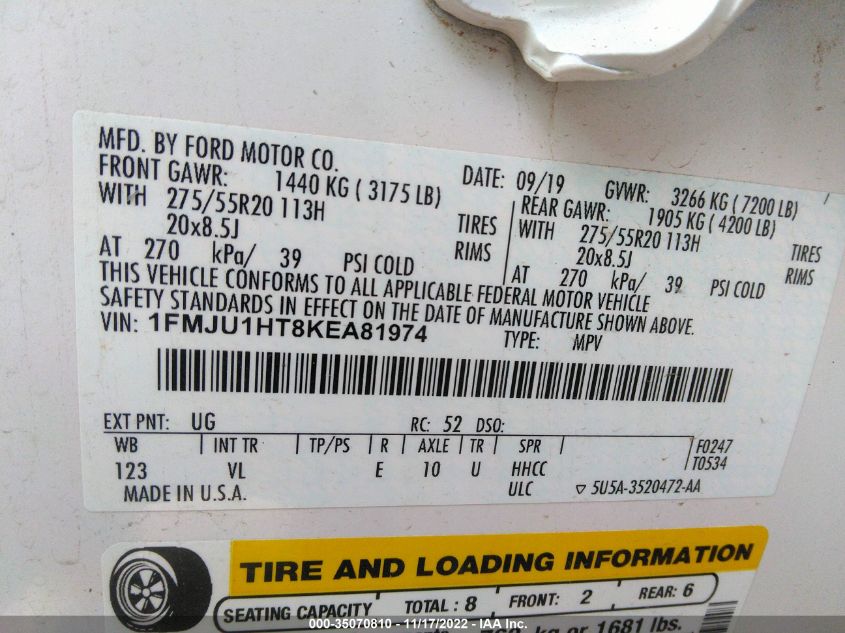 MFD. BY FORD MOTOR CO.
DATE: 09/19 GVWR: 3266 KG ( 7200 LB)
FRONT GAWR: 1440 KG ( 3175 LB)
WITH 275/55R20 113H TIRES
20x8.5J RIMS
AT 270 kPa/ 39 PSI COLD
REAR GAWR: 1905 KG ( 4200 LB)
WITH 275/55R20 113H TIRES
20x8.5J RIMS
AT 270 kPa/ 39 PSI COLD
THIS VEHICLE CONFORMS TO ALL APPLICABLE FEDERAL MOTOR VEHICLE
SAFETY STANDARDS IN EFFECT ON THE DATE OF MANUFACTURE SHOWN ABOVE.
VIN: 1FMJU1HT8KEA81974 TYPE: MPV
EXT PNT: UG RC: 52 DSO:
WB INT TR TP/PS R AXLE TR SPR F0247
123 VL E 10 U HHCC T0534
MADE IN U.S.A. ULC ▽ 5U5A-3520472-AA
TIRE AND LOADING INFORMATION
SEATING CAPACITY TOTAL : 8 FRONT: 2 REAR: 6
kg or 1681 lbs.
000-35070810 - 11/17/2022 - IAA Inc.